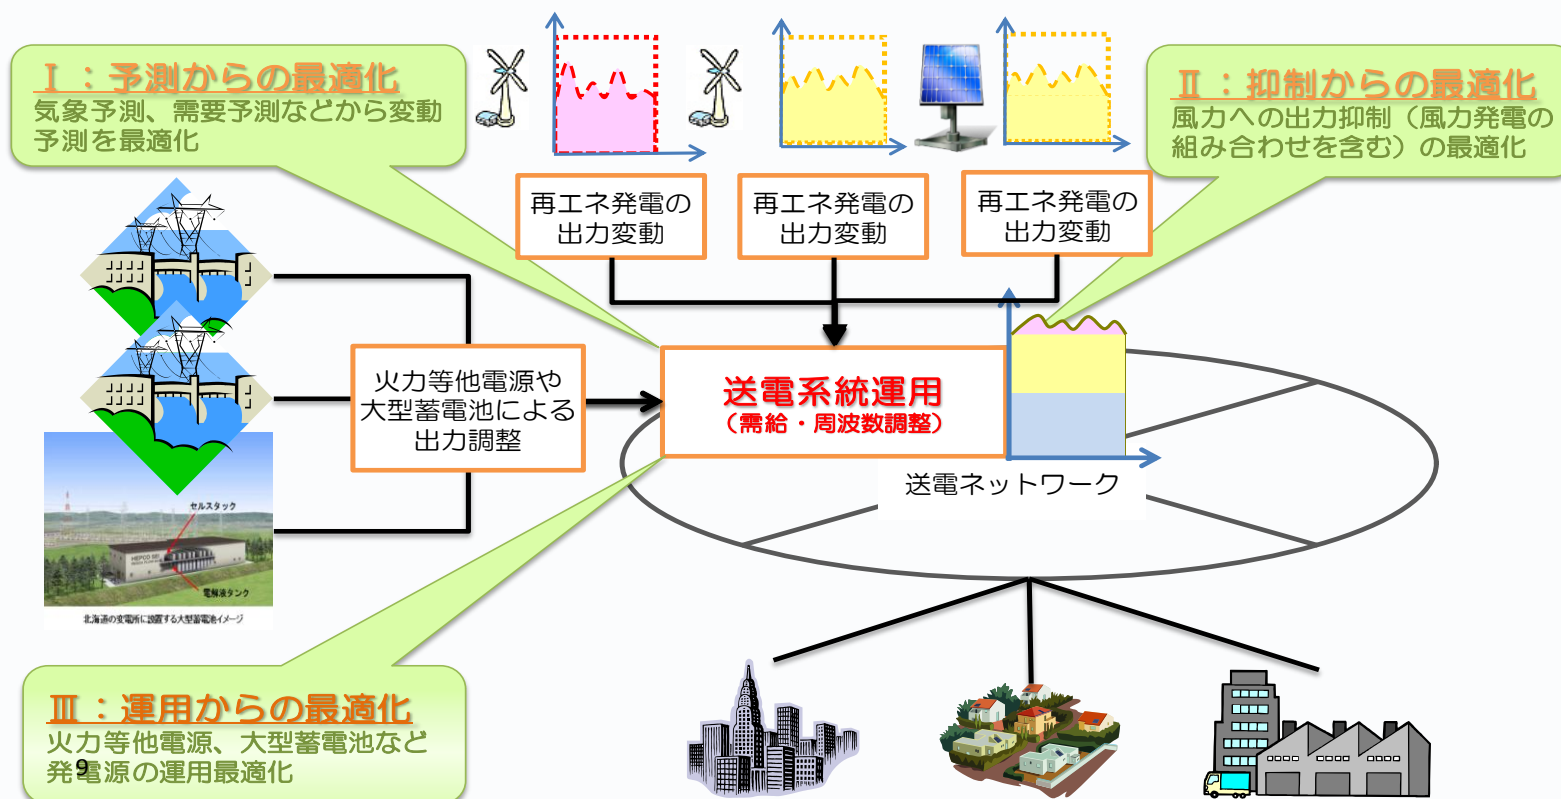 Ⅰ：予測からの最適化
気象予測、需要予測などから変動
予測を最適化
Ⅱ：抑制からの最適化
風力への出力抑制（風力発電の
組み合わせを含む）の最適化
再エネ発電の
出力変動
再エネ発電の
出力変動
再エネ発電の
出力変動
火力等他電源や
大型蓄電池による
出力調整
送電系統運用
（需給・周波数調整）
送電ネットワーク
セルスタック
電解液タンク
北海道の変電所に設置する大型蓄電池イメージ
Ⅲ：運用からの最適化
火力等他電源、大型蓄電池など
発電源の運用最適化
9